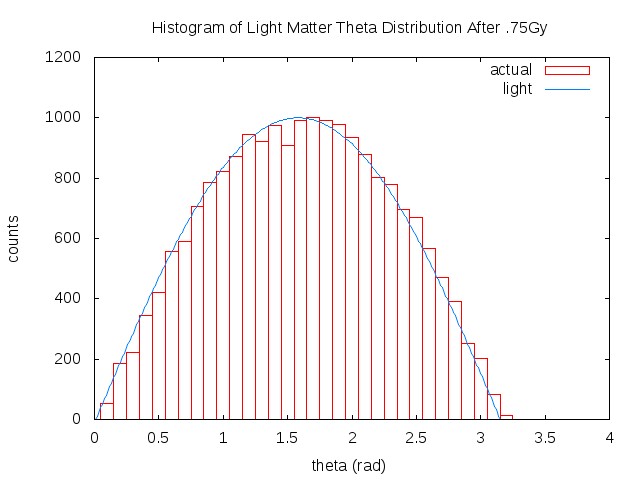 Histogram of Light Matter Theta Distribution After .75Gy
1200
1000
800
600
400
200
0
counts
actual
light
0 0.5 1 1.5 2 2.5 3 3.5 4
theta (rad)